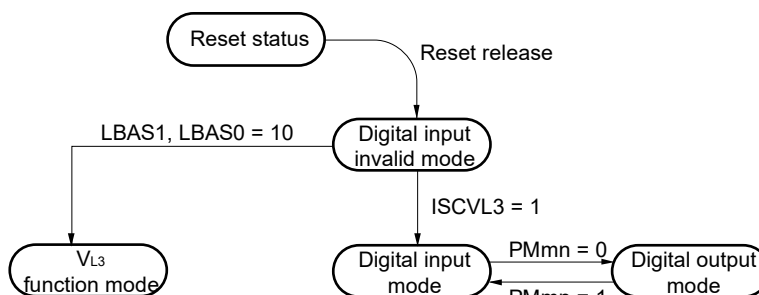 Reset status
Reset release
LBAS1, LBAS0 = 10
Digital input
invalid mode
ISCVL3 = 1
VL3
function mode
Digital input
mode
PMmn = 0
PMmn = 1
Digital output
mode